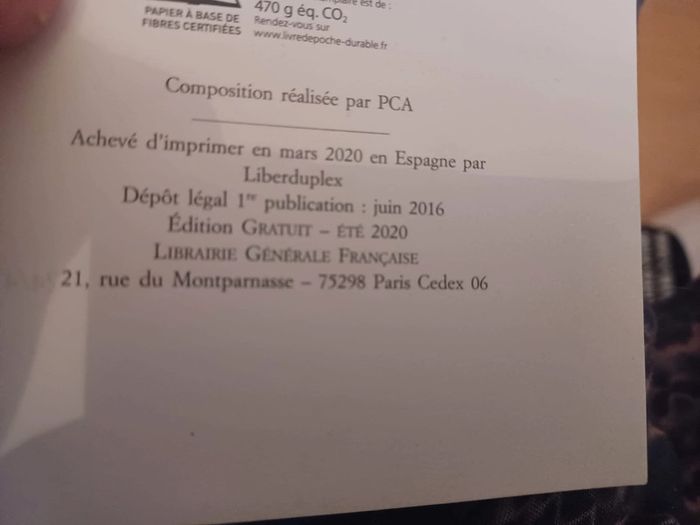 PAPIER À BASE DE
FIBRES CERTIFIÉES
est de :
470 g éq. CO₂
Rendez-vous sur
www.livredepoche-durable.fr
Composition réalisée par PCA
Achevé d'imprimer en mars 2020 en Espagne par
Liberduplex
Dépôt légal 1re publication : juin 2016
Édition GRATUIT – ÉTÉ 2020
LIBRAIRIE GÉNÉRALE FRANÇAISE
21, rue du Montparnasse – 75298 Paris Cedex 06